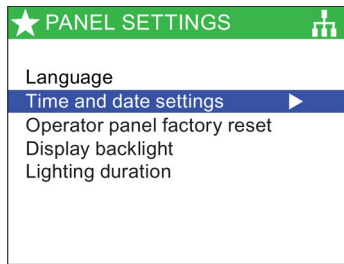 PANEL SETTINGS
Language
Time and date settings
Operator panel factory reset
Display backlight
Lighting duration